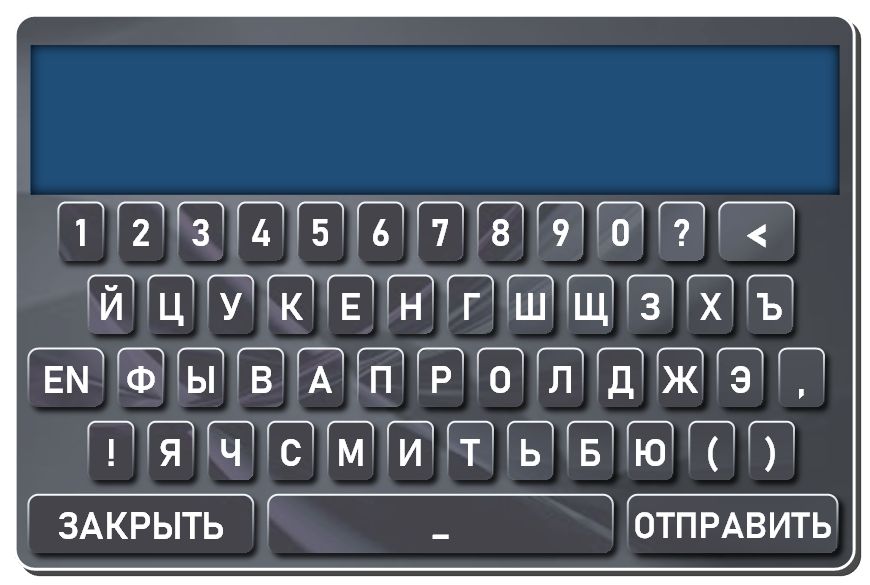 1 2 3 4 5 6 7 8 9 0 ? <
Й Ц У К Е Н Г Ш Щ З Х Ъ
EN Ф Ы В А П Р О Л Д Ж Э ,
! Я Ч С М И Т Ь Б Ю ( )
ЗАКРЫТЬ _ ОТПРАВИТЬ